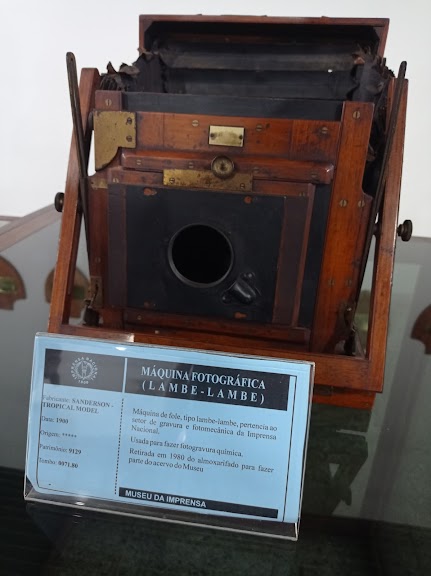 MÁQUINA FOTOGRÁFICA
(LAMBE-LAMBE)
Fabricante: SANDERSON -
TROPICAL MODEL
Data: 1900
Origem: *****
Patrimônio: 9129
Tombo: 0071.80
Máquina de fole, tipo lambe-lambe, pertencia ao
setor de gravura e fotomecânica da Imprensa
Nacional.
Usada para fazer fotogravura química.
Retirada em 1980 do almoxarifado para fazer
parte do acervo do Museu
MUSEU DA IMPRENSA